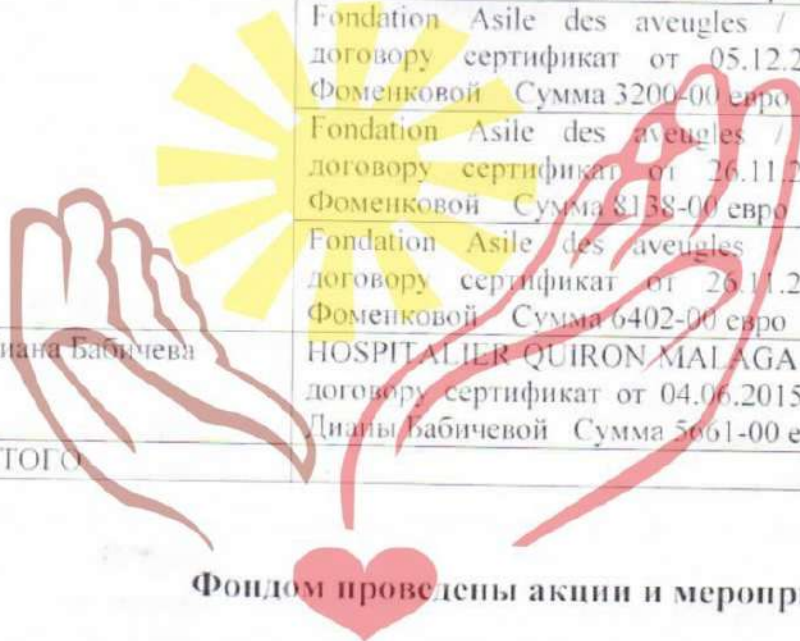 Fondation Asile des aveugles /
договору сертификат от 05.12.2
Фоменковой Сумма 3200-00 евро
Fondation Asile des aveugles /
договору сертификат от 26.11.2
Фоменковой Сумма 8138-00 евро
Fondation Asile des aveugles
договору сертификат от 26.11.2
Фоменковой Сумма 6402-00 евро
иана Бабичева
HOSPITALIER QUIRON MALAGA
договору сертификат от 04.06.2015
Дианы Бабичевой Сумма 5661-00 е
ТОГО
Фондом проведены акции и меропр